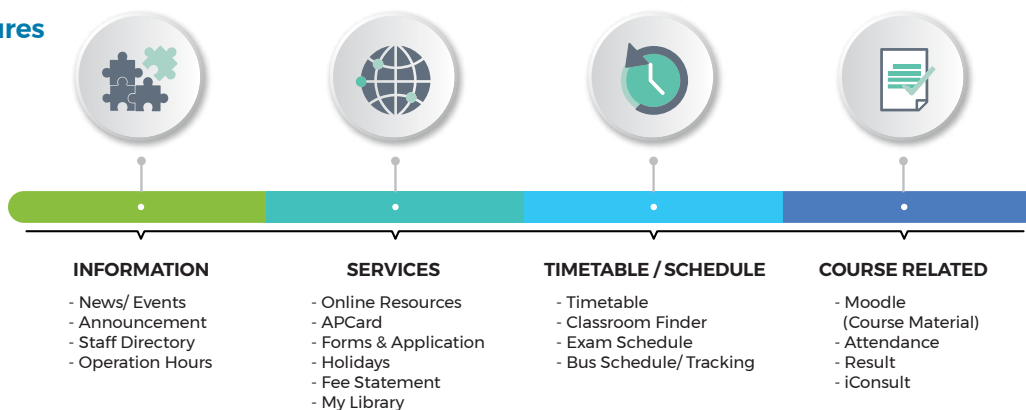 INFORMATION
- News/ Events
- Announcement
- Staff Directory
- Operation Hours
SERVICES
- Online Resources
- APCard
- Forms & Application
- Holidays
- Fee Statement
- My Library
TIMETABLE / SCHEDULE
- Timetable
- Classroom Finder
- Exam Schedule
- Bus Schedule/ Tracking
COURSE RELATED
- Moodle
(Course Material)
- Attendance
- Result
- iConsult